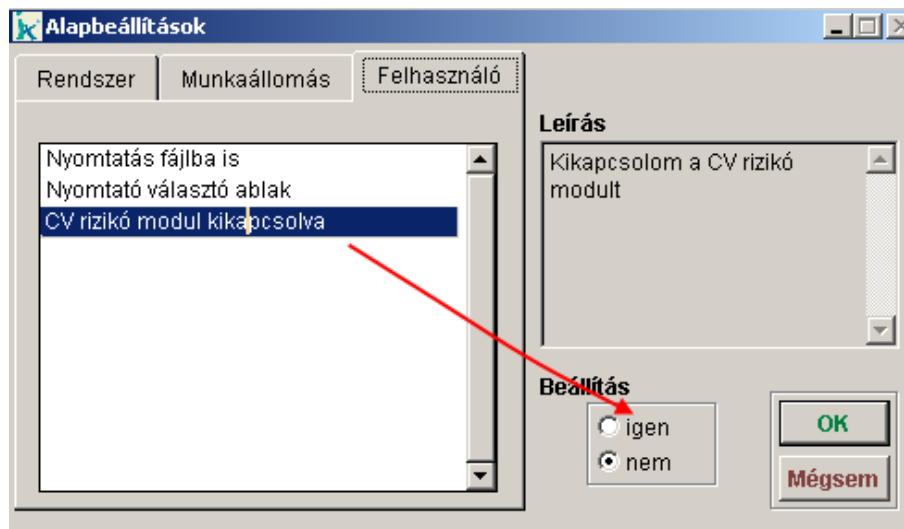 Alapbeállítások
Rendszer
Munkaállomás
Felhasználó
Nyomtatás fájlba is
Nyomtató választó ablak
CV rizikó modul kikapcsolva
Leírás
Kikapcsolom a CV rizikó
modult
Beállítás
igen
nem
OK
Mégsem